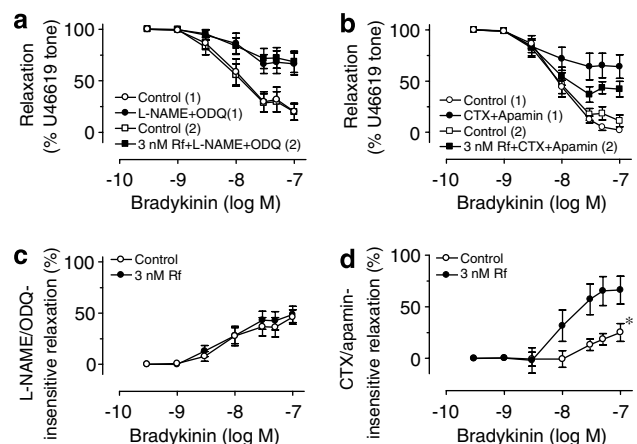 a
Relaxation
(% U46619 tone)
100
50
0
Control (1)
L-NAME+ODQ(1)
Control (2)
3 nM Rf+L-NAME+ODQ (2)
-10 -9 -8 -7
Bradykinin (log M)
b
Relaxation
(% U46619 tone)
100
50
0
Control (1)
CTX+Apamin (1)
Control (2)
3 nM Rf+CTX+Apamin (2)
-10 -9 -8 -7
Bradykinin (log M)
c
L-NAME/ODQ-
insensitive relaxation (%)
100
50
0
Control
3 nM Rf
-10 -9 -8 -7
Bradykinin (log M)
d
CTX/apamin-
insensitive relaxation (%)
100
50
0
Control
3 nM Rf
*
-10 -9 -8 -7
Bradykinin (log M)